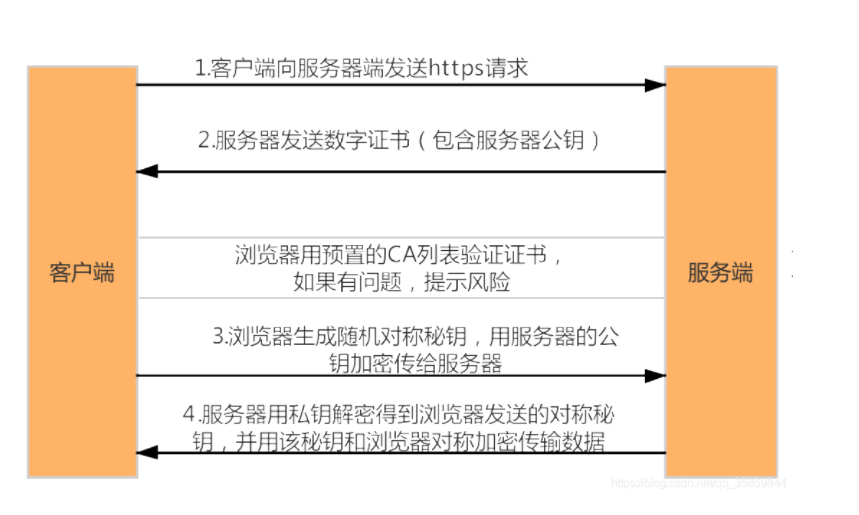 1.客户端向服务器端发送https请求
2.服务器发送数字证书（包含服务器公钥）
客户端
服务端
浏览器用预置的CA列表验证证书，
如果有问题，提示风险
3.浏览器生成随机对称秘钥，用服务器的公
钥加密传给服务器
4.服务器用私钥解密得到浏览器发送的对称秘
钥，并用该秘钥和浏览器对称加密传输数据
https://blog.csdn.net/qq_35859844